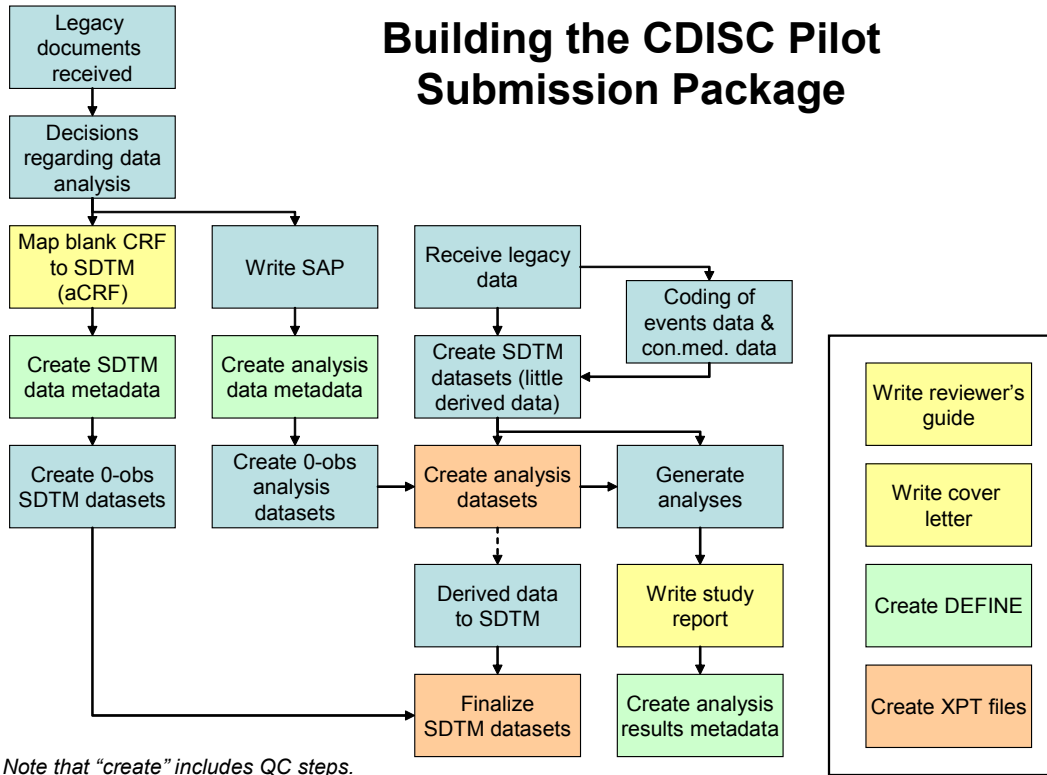 Building the CDISC Pilot
Submission Package
Legacy
documents
received
Decisions
regarding data
analysis
Map blank CRF
to SDTM
(aCRF)
Write SAP
Receive legacy
data
Coding of
events data &
con.med. data
Create SDTM
data metadata
Create analysis
data metadata
Create SDTM
datasets (little
derived data)
Create 0-obs
SDTM datasets
Create 0-obs
analysis
datasets
Create analysis
datasets
Generate
analyses
Derived data
to SDTM
Write study
report
Finalize
SDTM datasets
Create analysis
results metadata
Write reviewer's
guide
Write cover
letter
Create DEFINE
Create XPT files
Note that “create” includes QC steps.